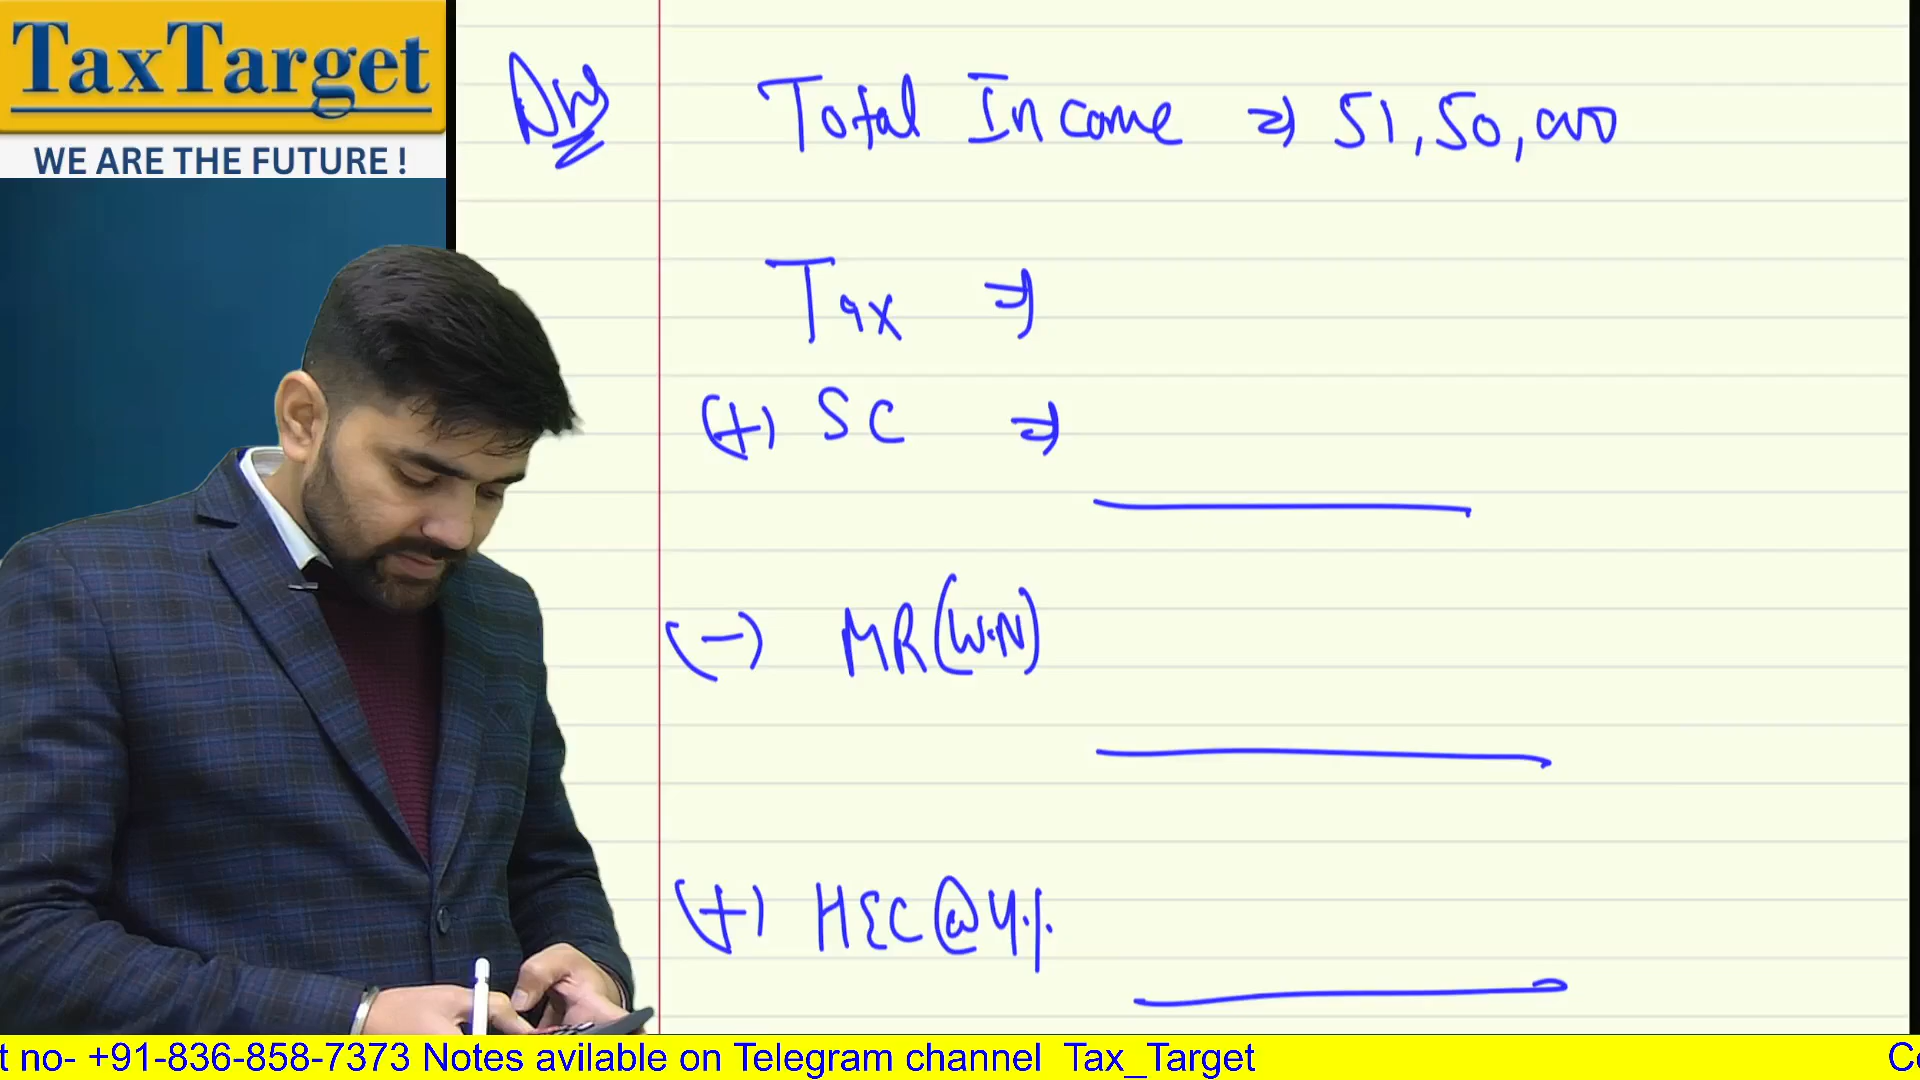 TaxTarget
WE ARE THE FUTURE !
Ans
Total Income ⇒ 51,50,000
Tax ⇒
(+) SC ⇒
(-) MR(W.N)
(+) HEC@4%
t no- +91-836-858-7373 Notes avilable on Telegram channel Tax_Target
Co